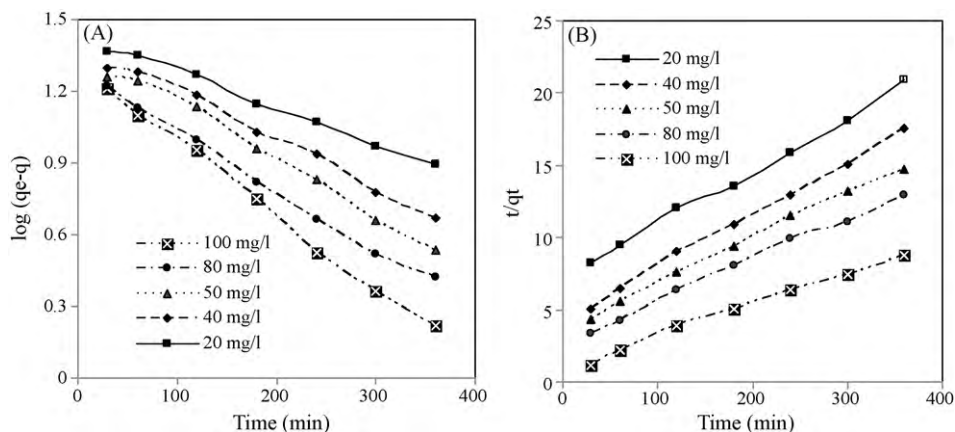 (A)
1.5
1.2
0.9
0.6
0.3
0
log (qe-q)
100 mg/l
80 mg/l
50 mg/l
40 mg/l
20 mg/l
0
100
200
300
400
Time (min)
(B)
25
20
15
10
5
0
t/qt
20 mg/l
40 mg/l
50 mg/l
80 mg/l
100 mg/l
0
100
200
300
400
Time (min)